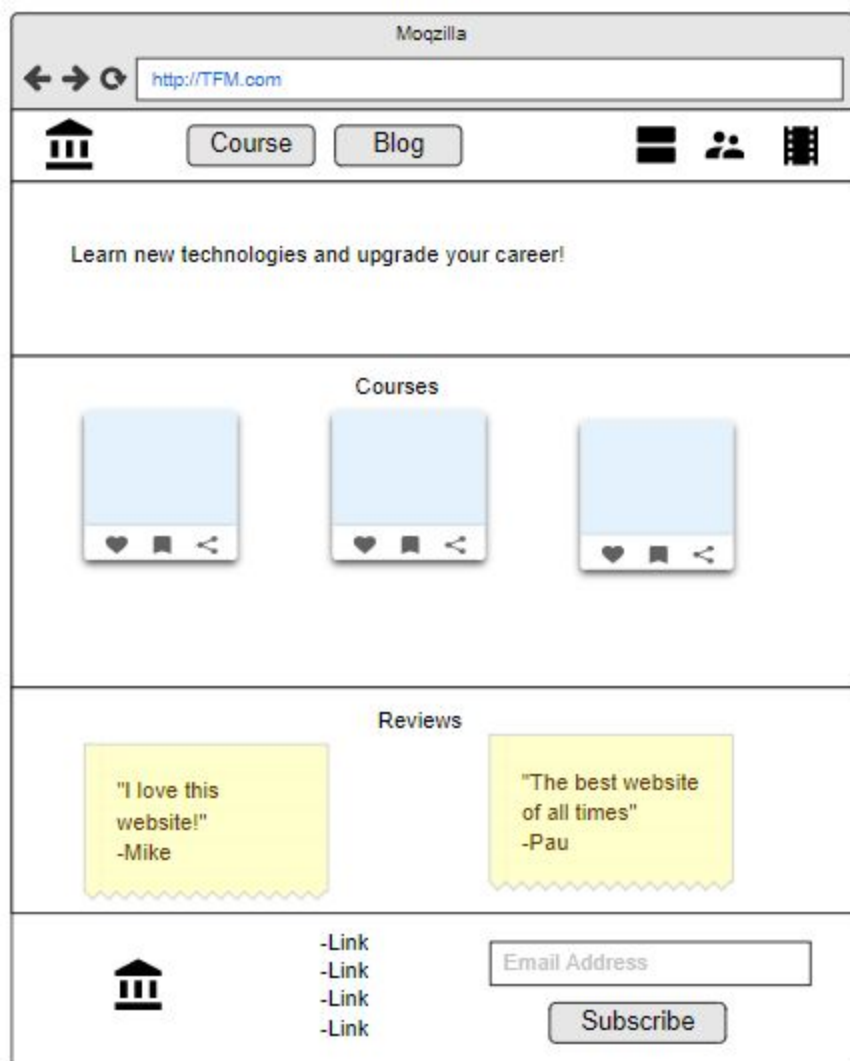 Moqzilla
http://TFM.com
Course
Blog
Learn new technologies and upgrade your career!
Courses
Reviews
"I love this
website!"
-Mike
"The best website
of all times"
-Pau
-Link
-Link
-Link
-Link
Email Address
Subscribe